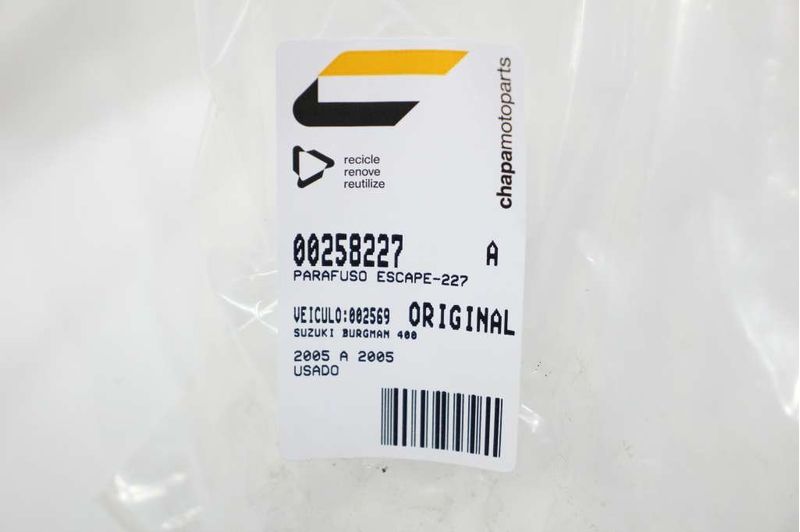 chapamotoparts
recicle
renove
reutilize
00258227 A
PARAFUSO ESCAPE-227
VEICULO:002569 ORIGINAL
SUZUKI BURGMAN 400
2005 A 2005
USADO